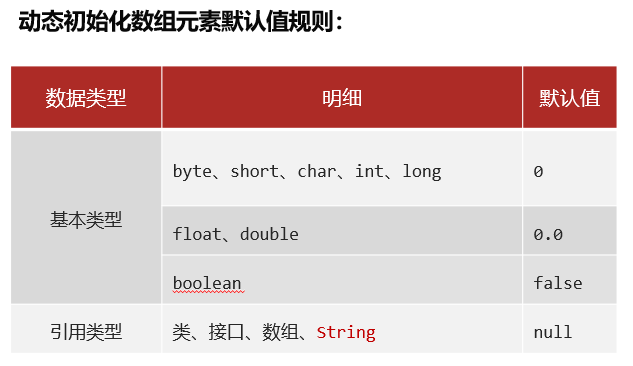 动态初始化数组元素默认值规则：
数据类型 明细 默认值
基本类型 byte、short、char、int、long 0
float、double 0.0
boolean false
引用类型 类、接口、数组、String null